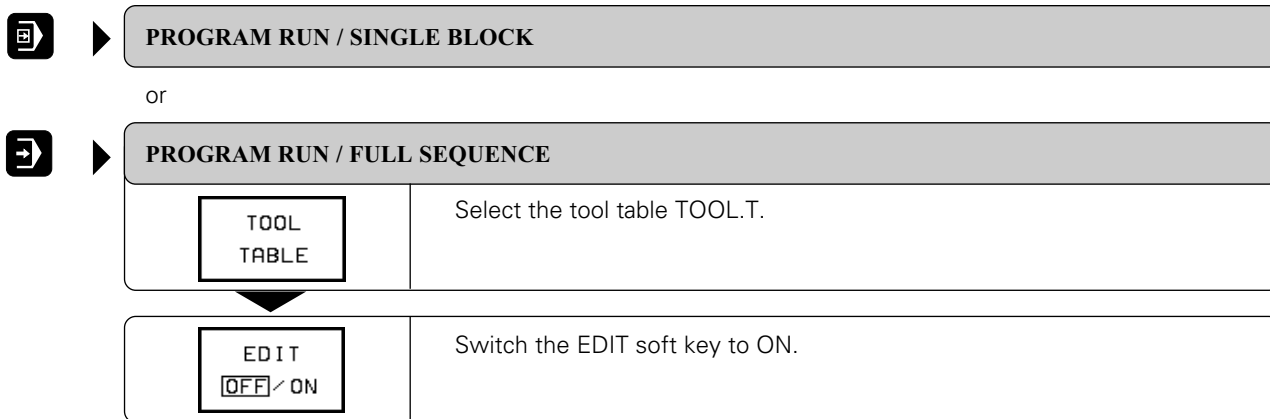 PROGRAM RUN / SINGLE BLOCK
or
PROGRAM RUN / FULL SEQUENCE
TOOL
TABLE
Select the tool table TOOL.T.
EDIT
OFF / ON
Switch the EDIT soft key to ON.